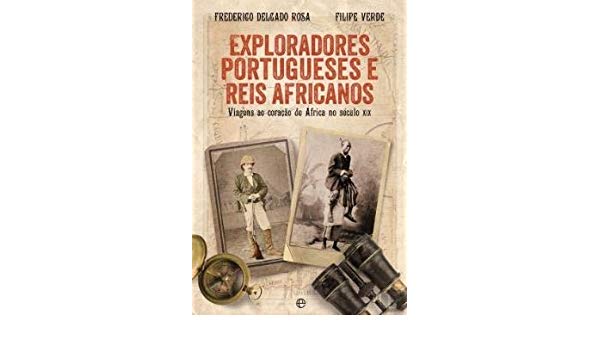 FREDERICO DELGADO ROSA FILIPE VERDE
EXPLORADORES
PORTUGUESES E
REIS AFRICANOS
Viagens ao coração de África no século XIX
e